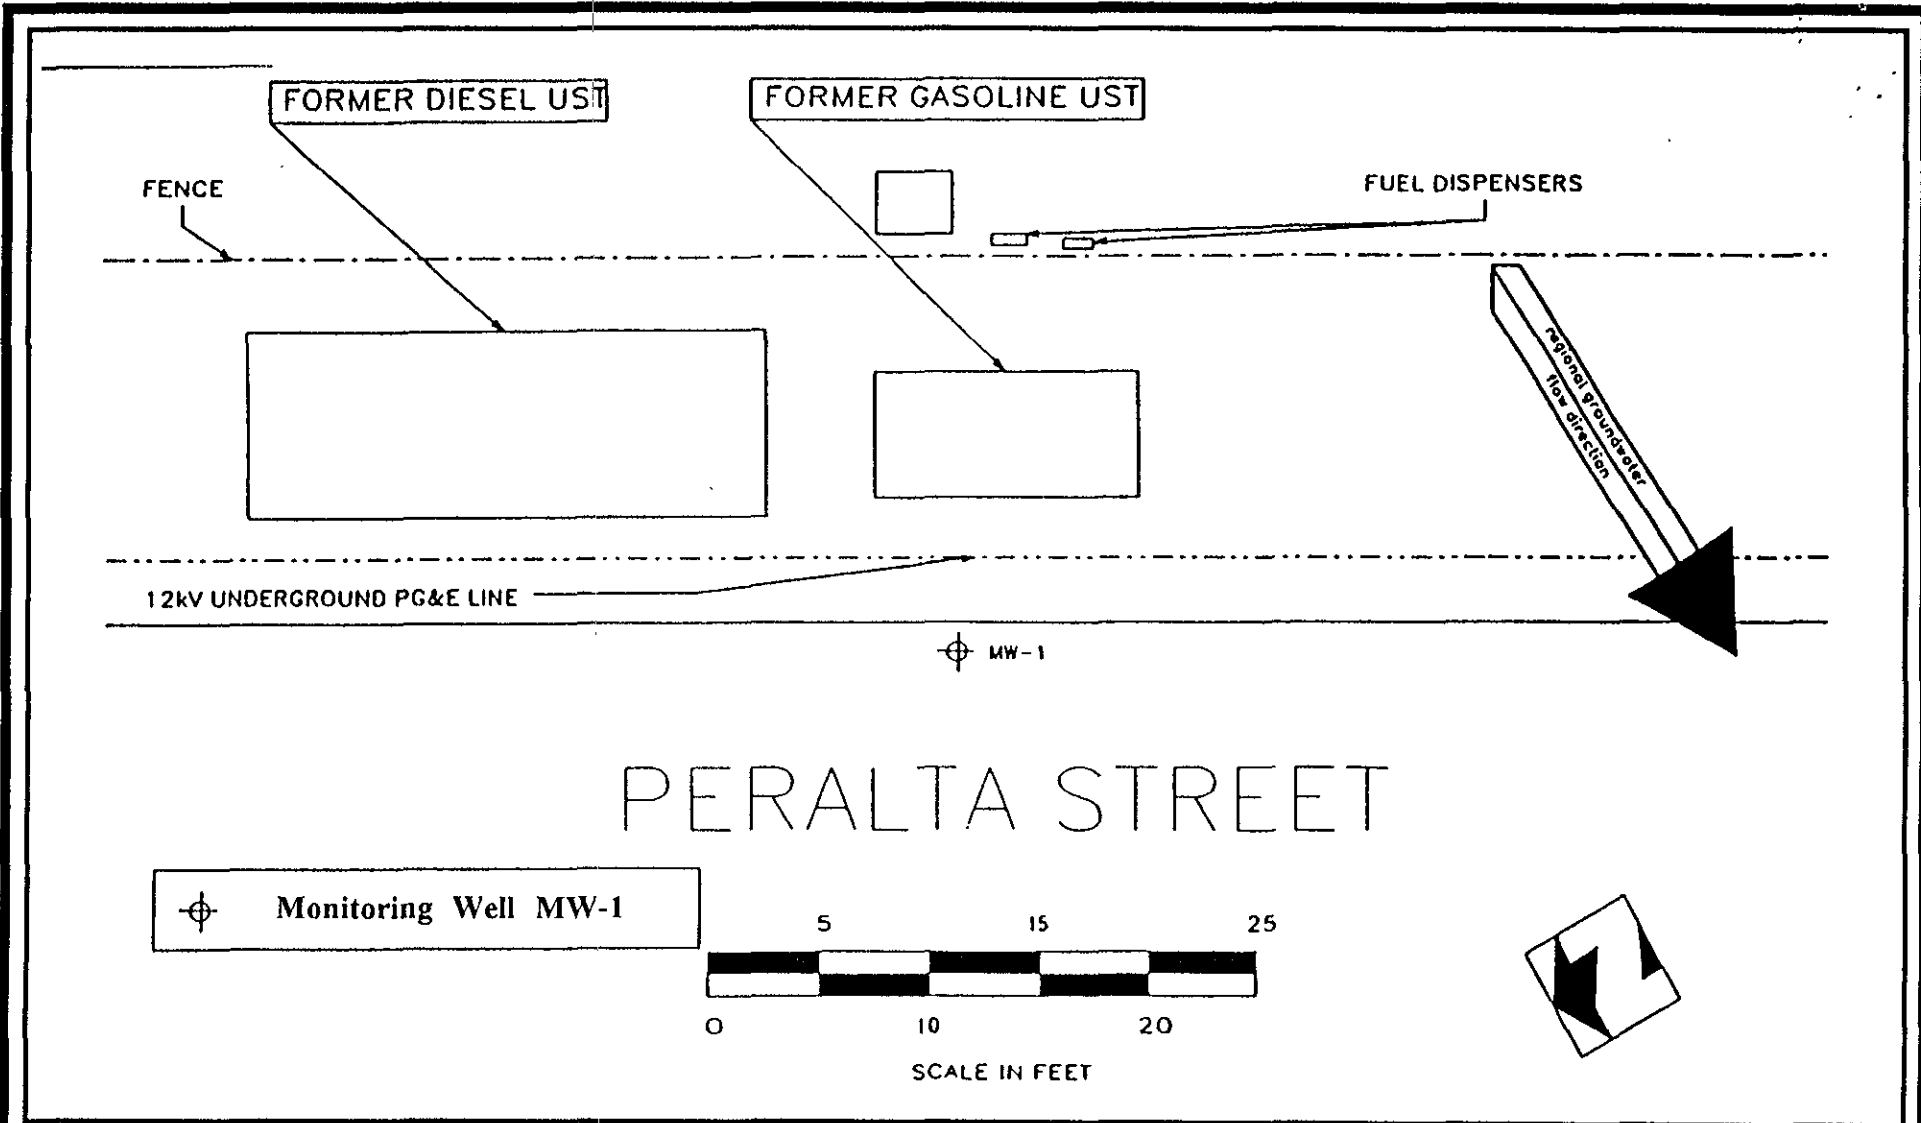 FORMER DIESEL UST
FORMER GASOLINE UST
FENCE
FUEL DISPENSERS
regional groundwater
flow direction
12kV UNDERGROUND PG&E LINE
MW-1
PERALTA STREET
Monitoring Well MW-1
5 15 25
0 10 20
SCALE IN FEET